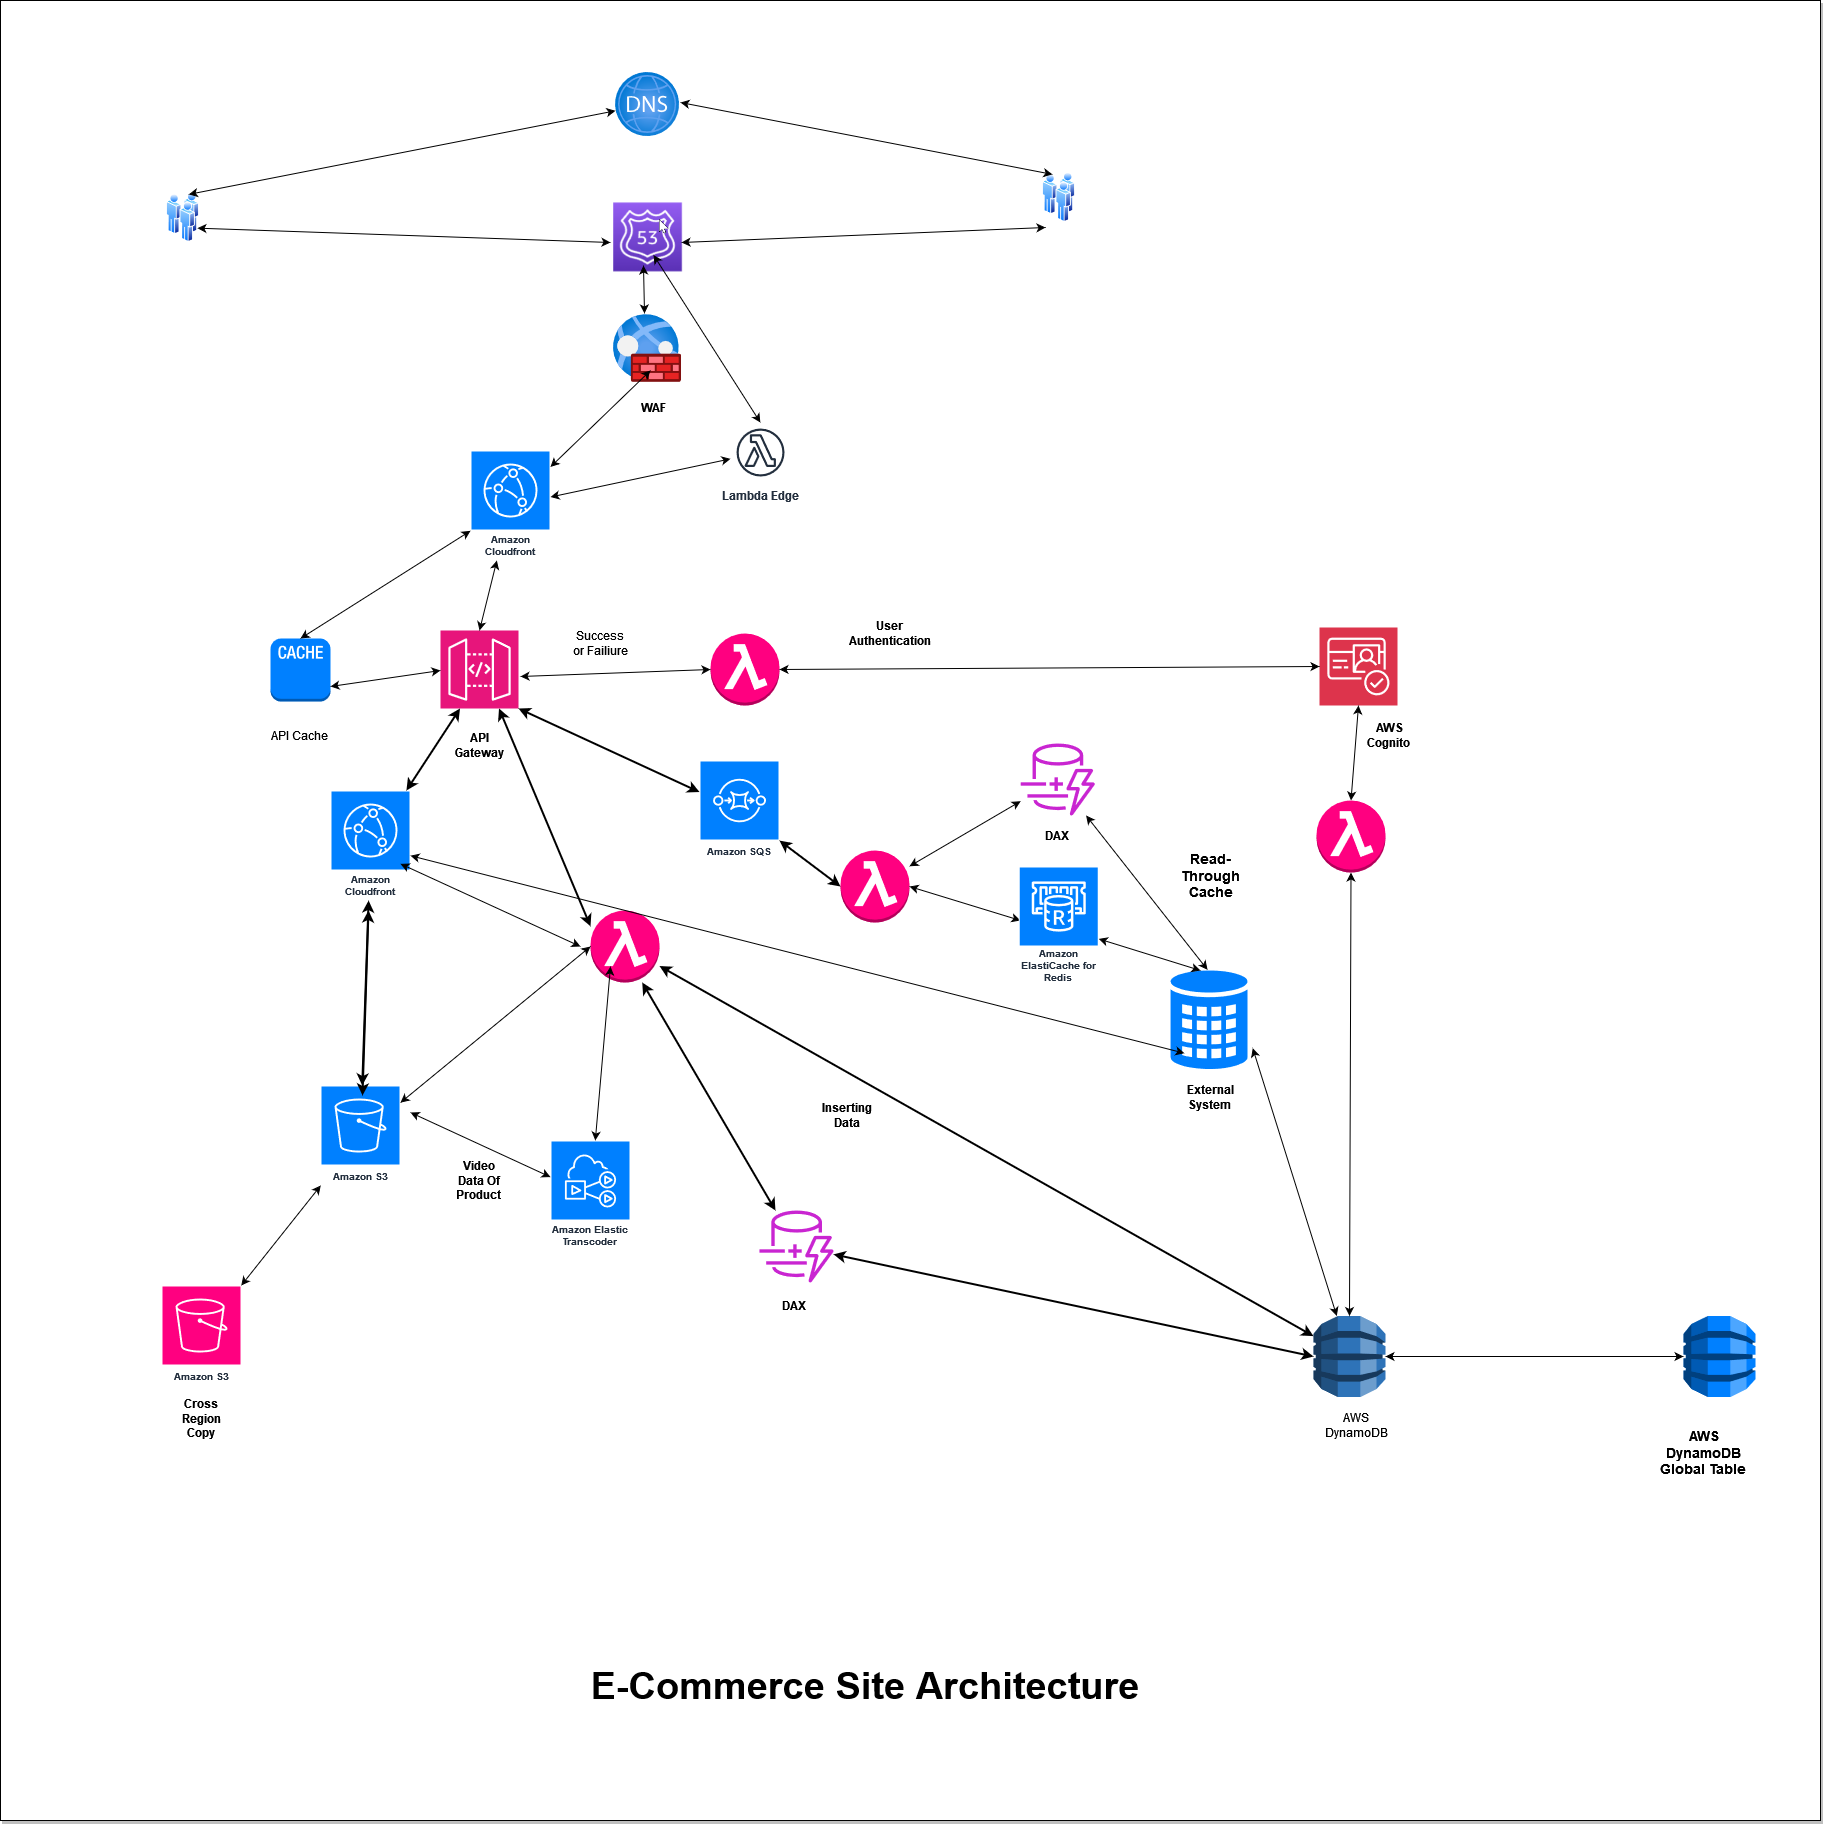 DNS
53
WAF
Lambda Edge
Amazon
Cloudfront
User
Authentication
Success
or Failiure
CACHE
</>
API Cache
API
Gateway
AWS
Cognito
Amazon SQS
DAX
Read-
Through
Cache
Amazon
Cloudfront
R
Amazon
ElastiCache for
Redis
External
System
Inserting
Data
Amazon S3
Video
Data Of
Product
Amazon Elastic
Transcoder
DAX
Amazon S3
Cross
Region
Copy
AWS
DynamoDB
AWS
DynamoDB
Global Table
E-Commerce Site Architecture